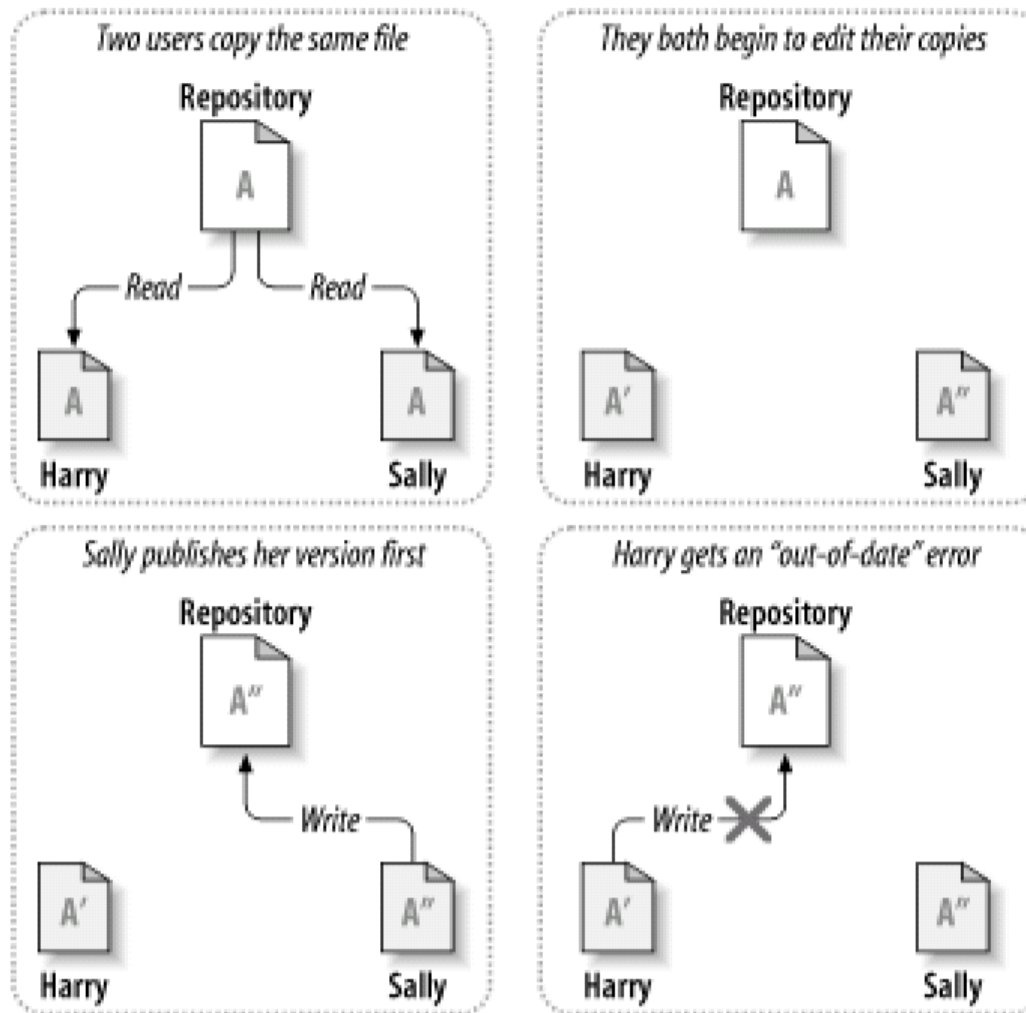 Two users copy the same file
Repository
A
Read Read
A A
Harry Sally
They both begin to edit their copies
Repository
A
A' A"
Harry Sally
Sally publishes her version first
Repository
A"
Write
A' A"
Harry Sally
Harry gets an “out-of-date” error
Repository
A"
Write
A' A"
Harry Sally